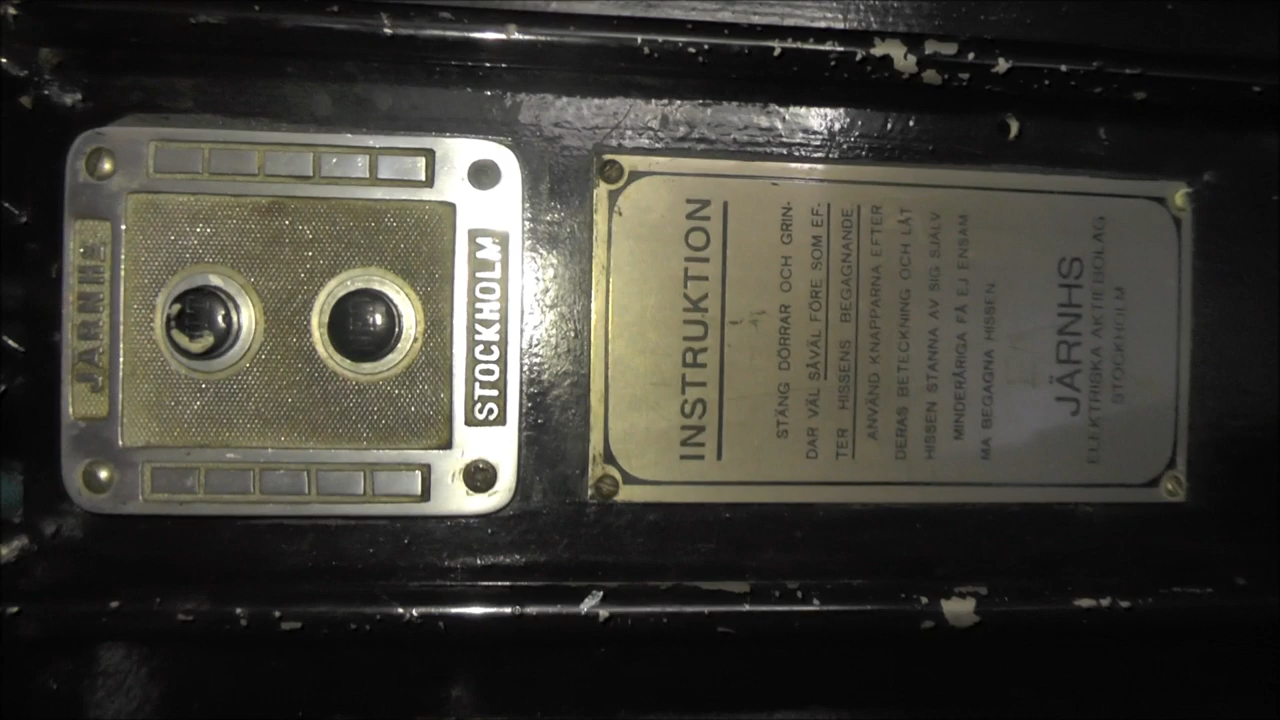 JÄRNHS
STOCKHOLM
INSTRUKTION
STÄNG DÖRRAR OCH GRIN-
DAR VÄL SÅVÄL FÖRE SOM EF-
TER HISSENS BEGAGNANDE.
ANVÄND KNAPPARNA EFTER
DERAS BETECKNING OCH LÅT
HISSEN STANNA AV SIG SJÄLV
MINDERÅRIGA FÅ EJ ENSAM
MA BEGAGNA HISSEN
JÄRNHS
ELEKTRISKA AKTIEBOLAG
STOCKHOLM